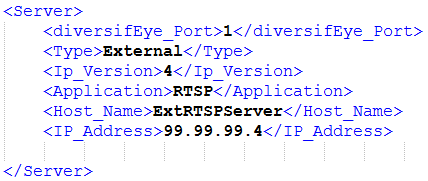 <Server>
<diversifEye_Port>1</diversifEye_Port>
<Type>External</Type>
<Ip_Version>4</Ip_Version>
<Application>RTSP</Application>
<Host_Name>ExtRTSPServer</Host_Name>
<IP_Address>99.99.99.4</IP_Address>
</Server>